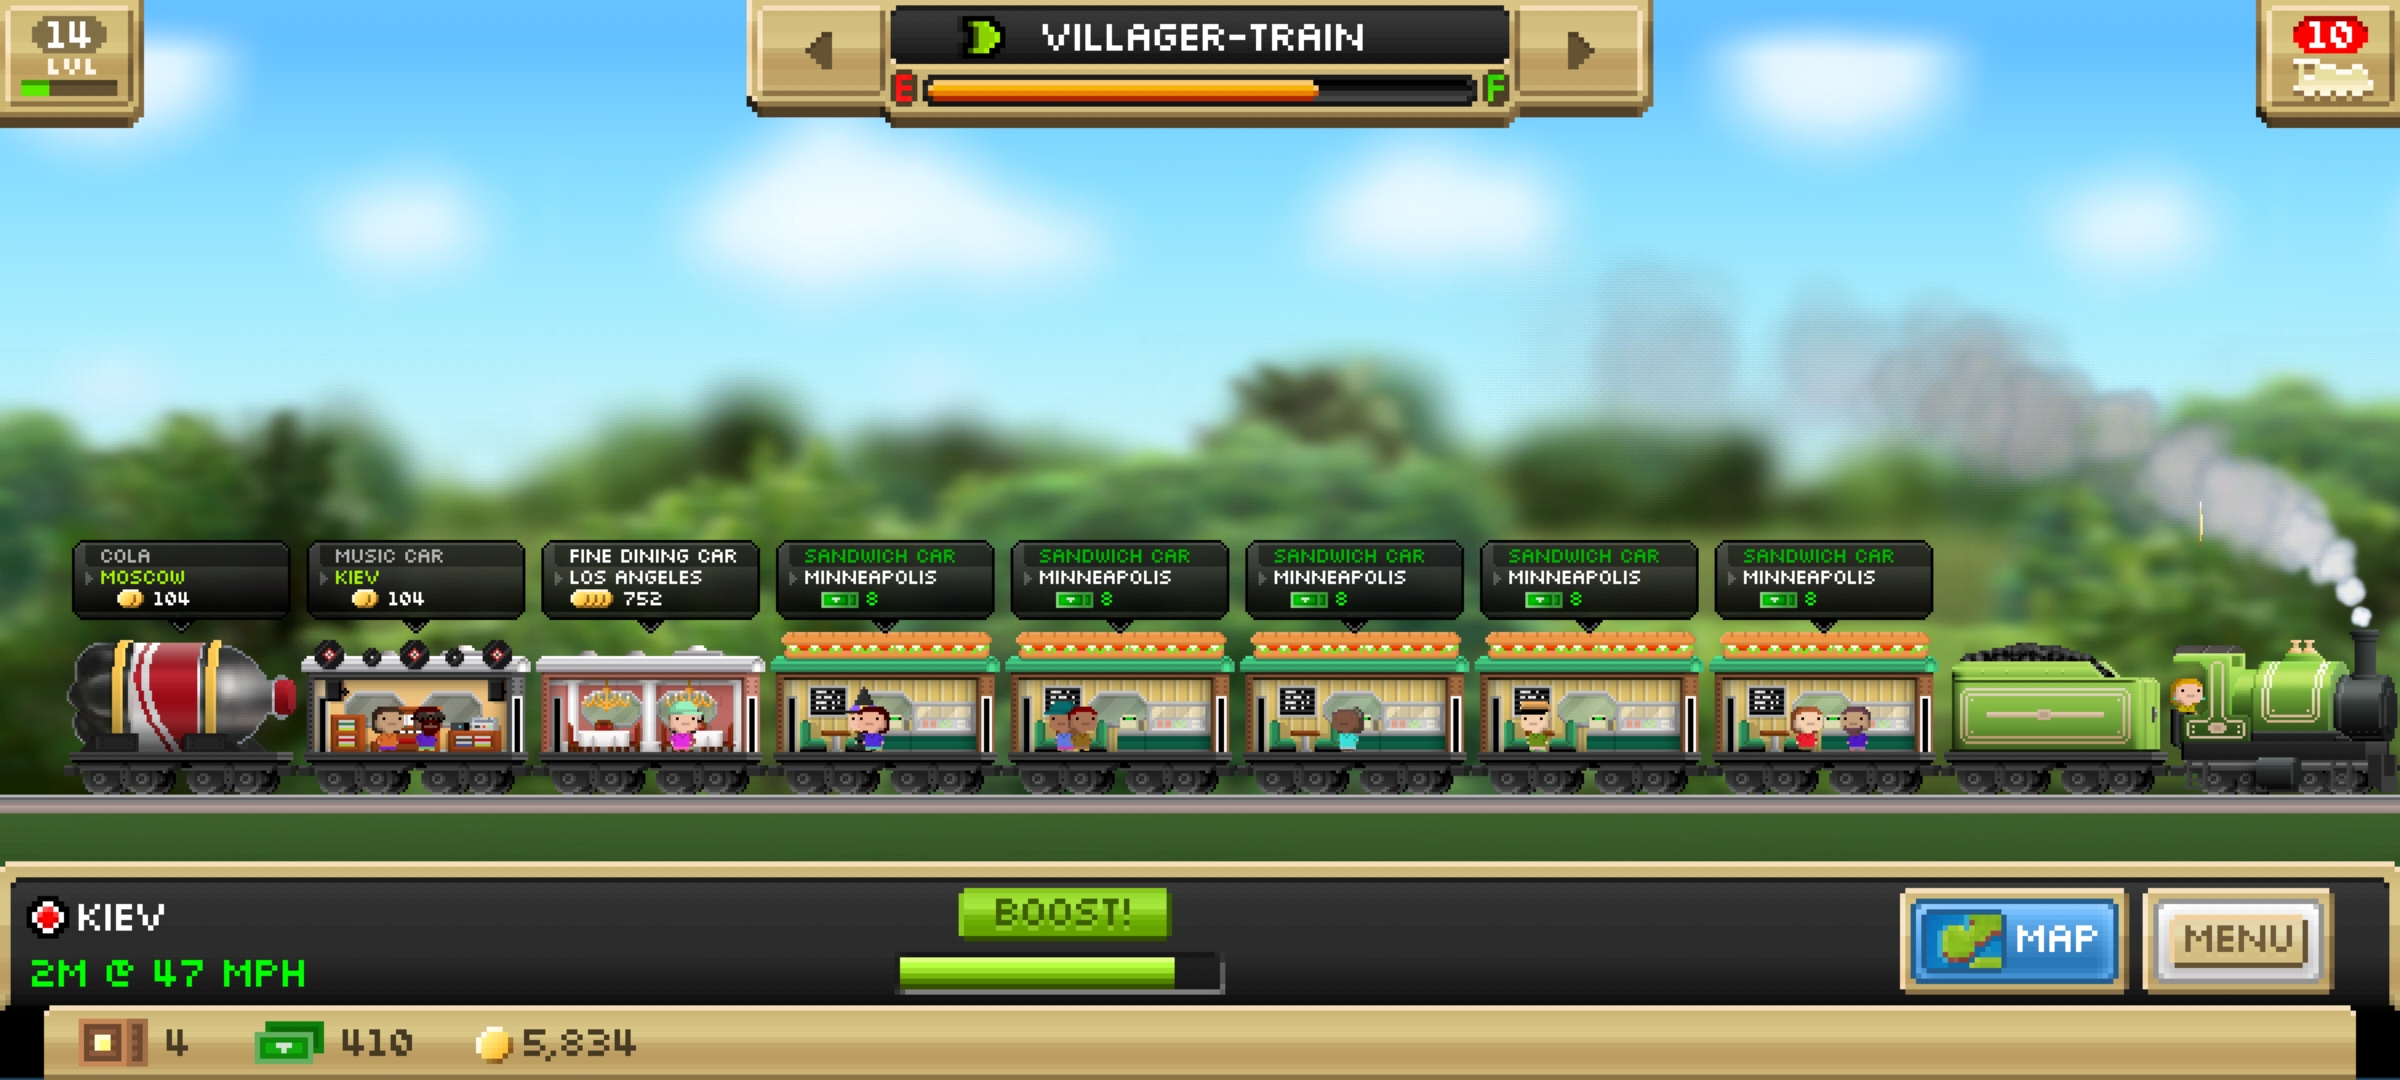 14
LVL
VILLAGER-TRAIN
E
F
10
COLA
MOSCOW
104
MUSIC CAR
KIEV
104
FINE DINING CAR
LOS ANGELES
752
SANDWICH CAR
MINNEAPOLIS
8
SANDWICH CAR
MINNEAPOLIS
8
SANDWICH CAR
MINNEAPOLIS
8
SANDWICH CAR
MINNEAPOLIS
8
SANDWICH CAR
MINNEAPOLIS
8
KIEV
2M @ 47 MPH
BOOST!
MAP
MENU
4
410
5,834